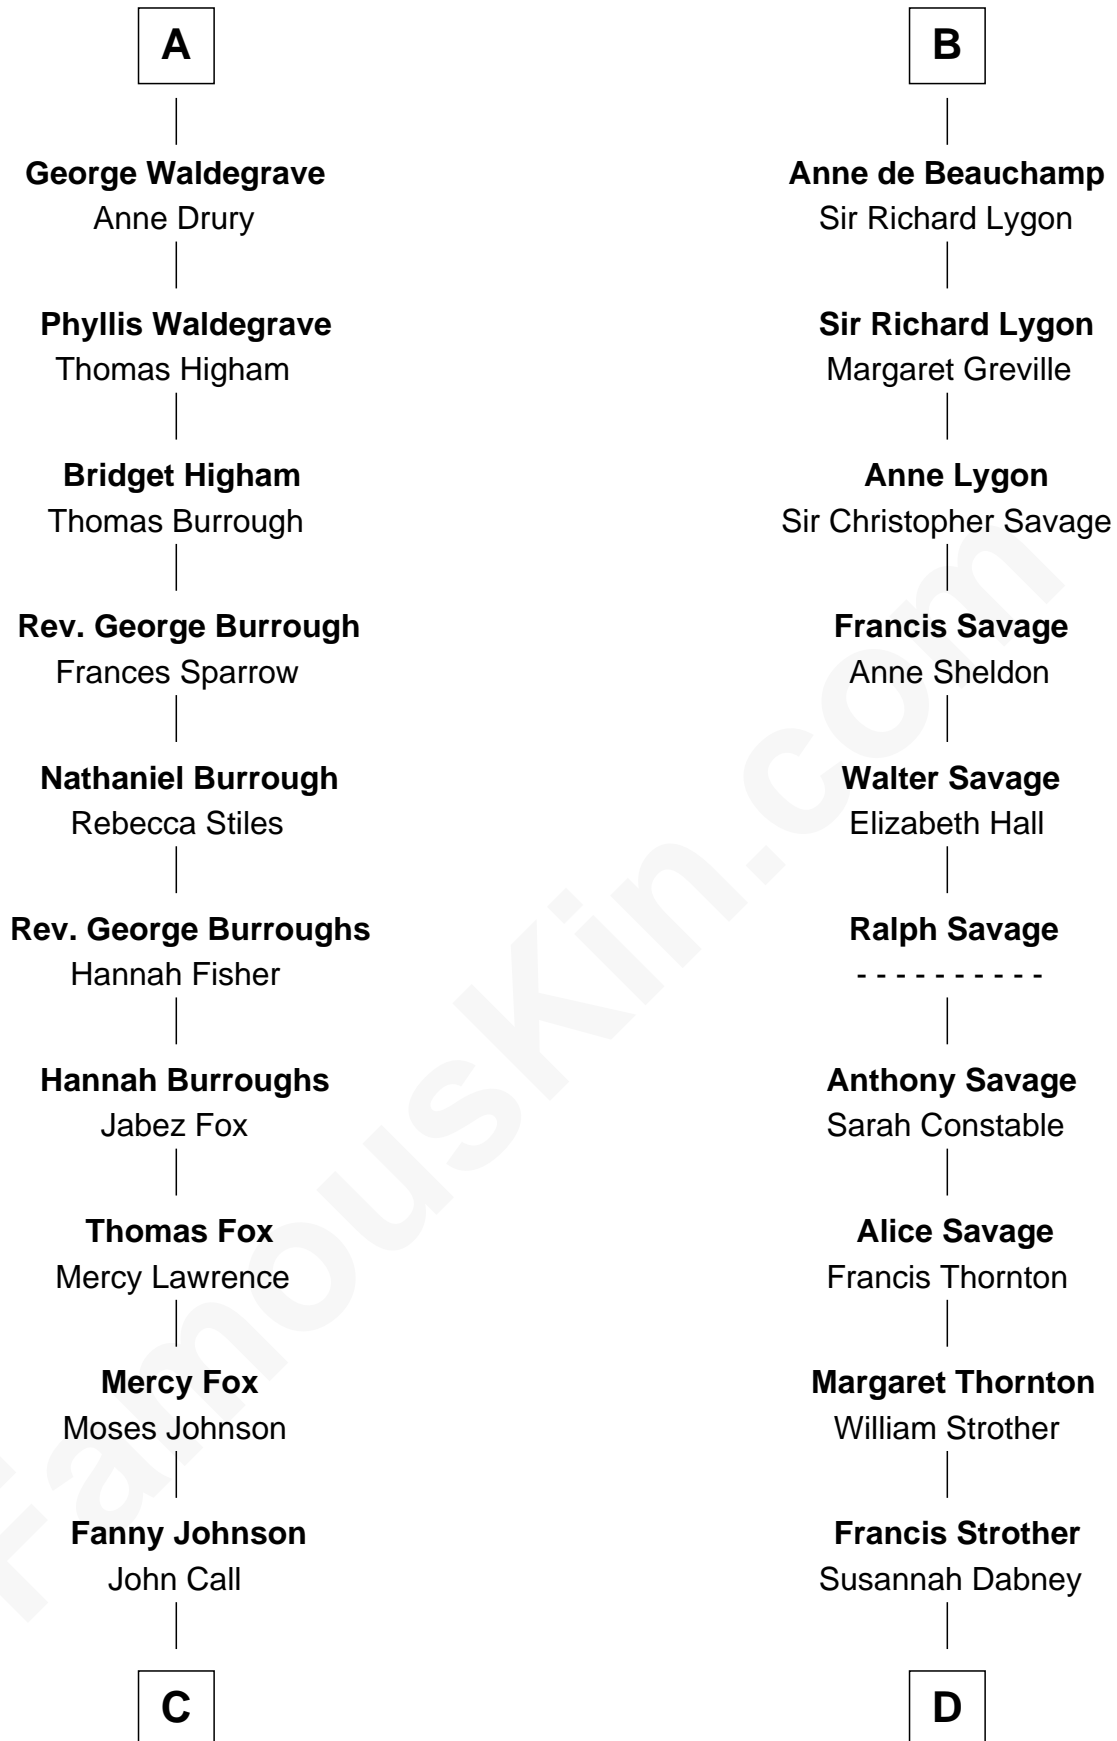 A
George Waldegrave
Anne Drury
Phyllis Waldegrave
Thomas Higham
Bridget Higham
Thomas Burrough
Rev. George Burrough
Frances Sparrow
Nathaniel Burrough
Rebecca Stiles
Rev. George Burroughs
Hannah Fisher
Hannah Burroughs
Jabez Fox
Thomas Fox
Mercy Lawrence
Mercy Fox
Moses Johnson
Fanny Johnson
John Call
C
B
Anne de Beauchamp
Sir Richard Lygon
Sir Richard Lygon
Margaret Greville
Anne Lygon
Sir Christopher Savage
Francis Savage
Anne Sheldon
Walter Savage
Elizabeth Hall
Ralph Savage
- - - - - - - - - -
Anthony Savage
Sarah Constable
Alice Savage
Francis Thornton
Margaret Thornton
William Strother
Francis Strother
Susannah Dabney
D
FamousKin.com